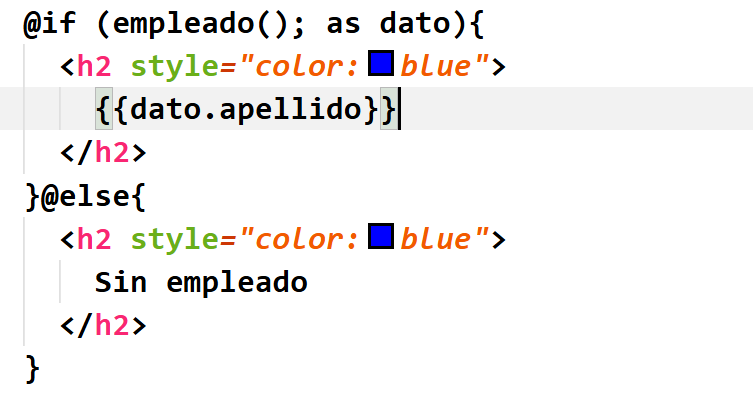 @if (empleado(); as dato){
<h2 style="color:blue">
{{dato.apellido}}
</h2>
}@else{
<h2 style="color:blue">
Sin empleado
</h2>
}